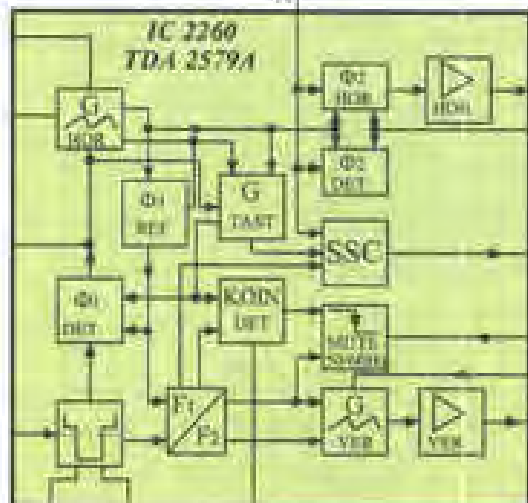 IC 2260
TDA 2579A
G
HOR
Φ2
HOR
HOR
Φ2
DET
Φ1
REF
G
TAST
SSC
Φ1
DET
KOIN
DET
MUTE
F1
F2
G
VER
VER